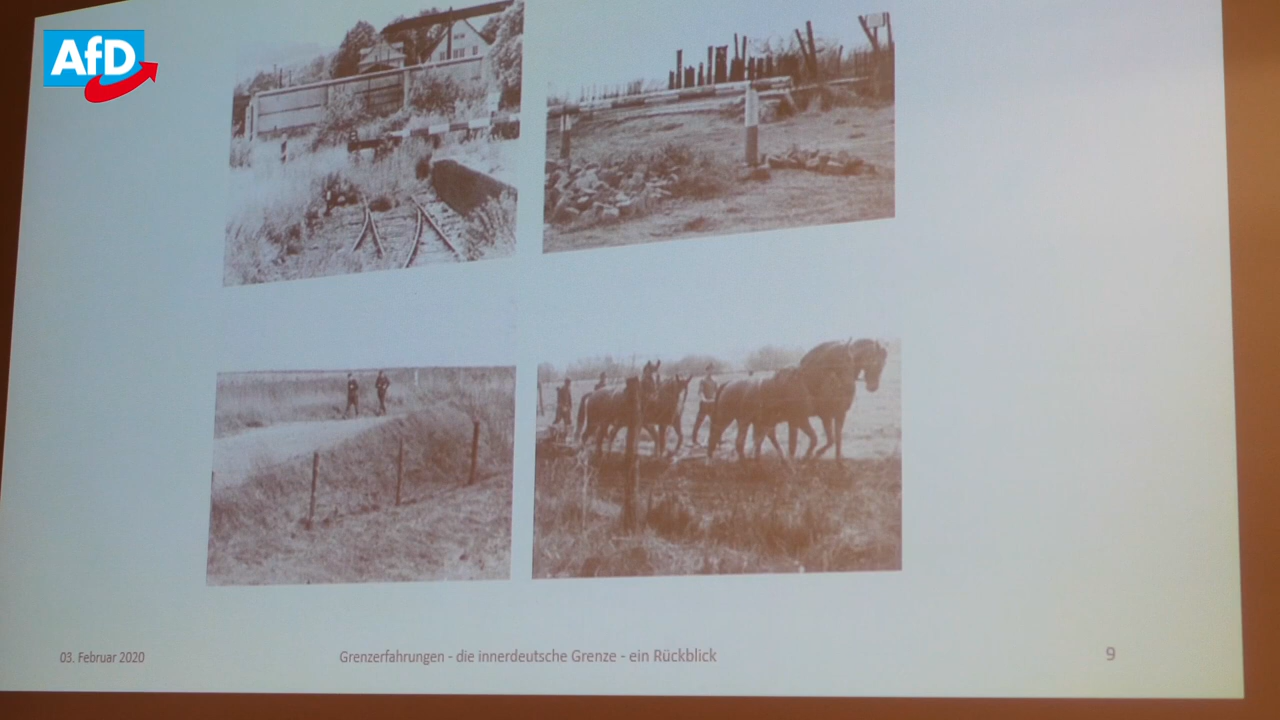 AfD
03. Februar 2020
Grenzerfahrungen - die innerdeutsche Grenze - ein Rückblick
9